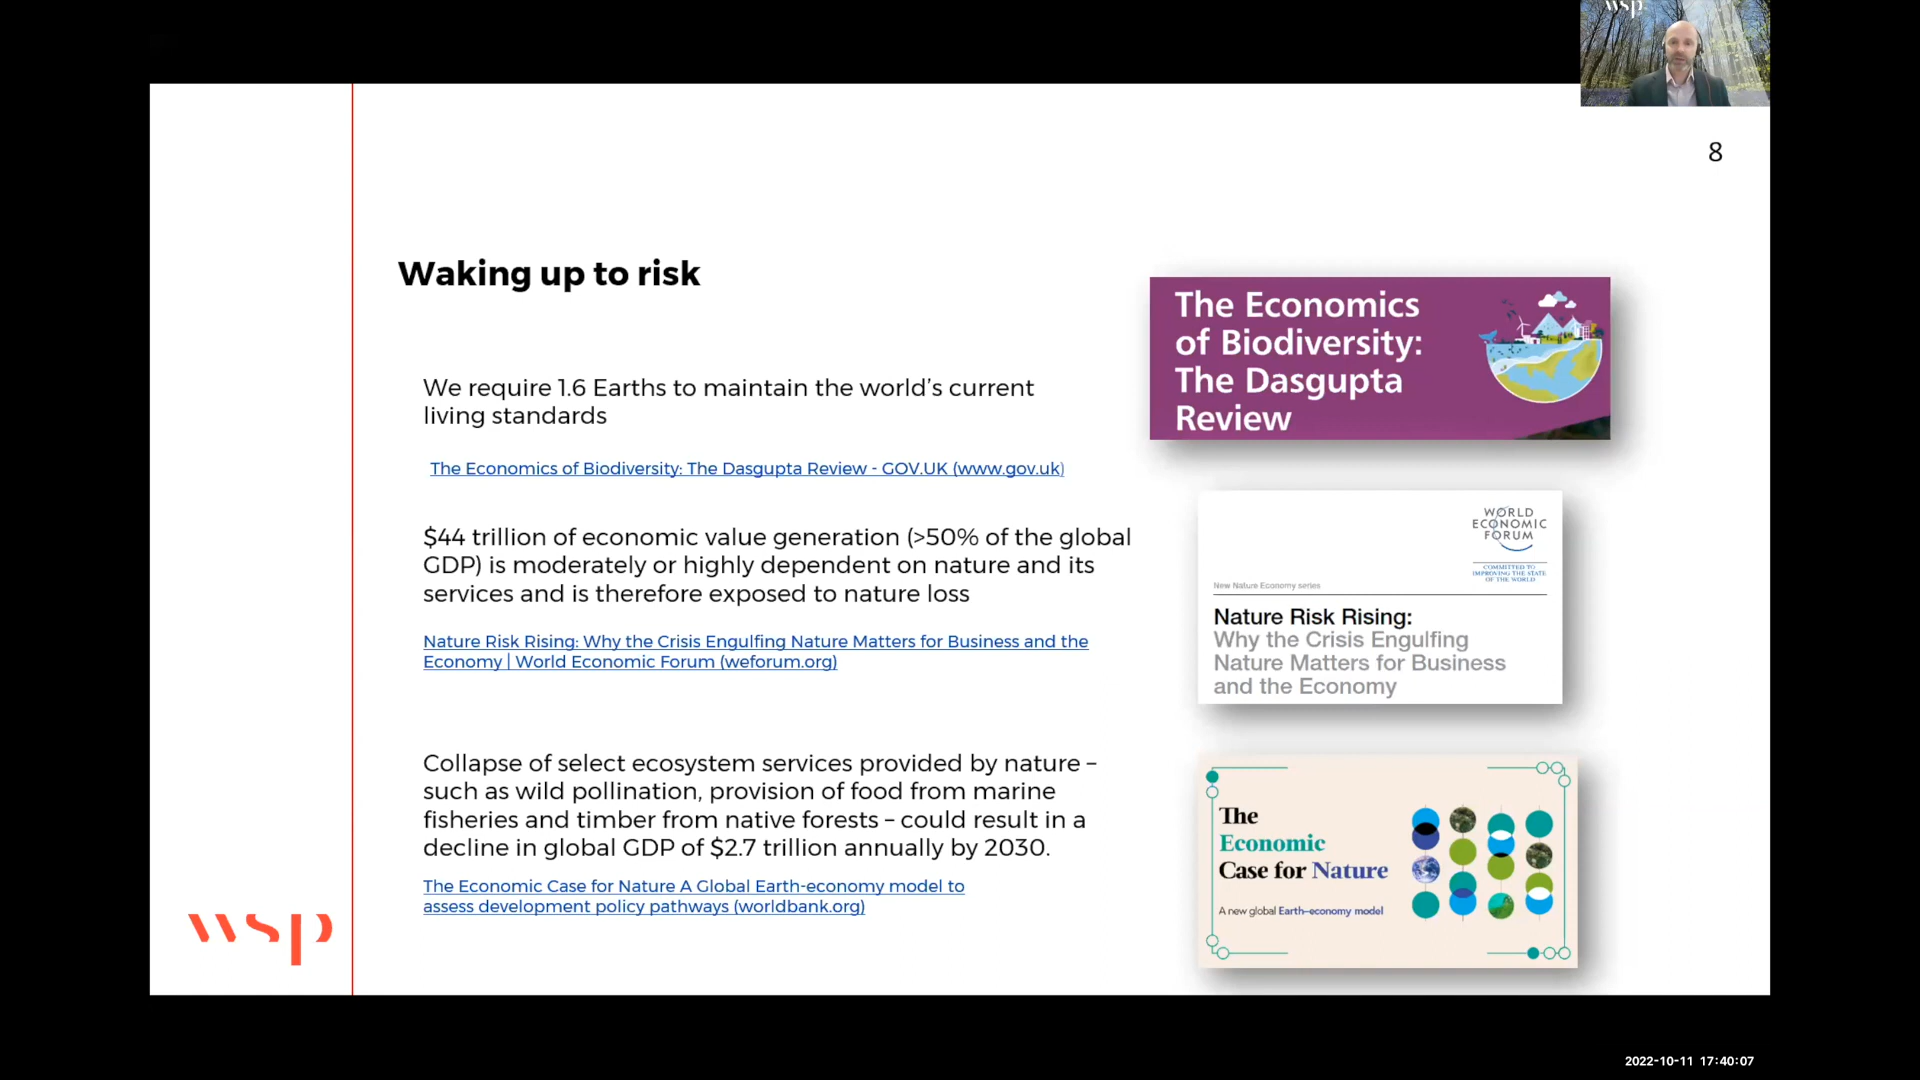 wsp
8
Waking up to risk
We require 1.6 Earths to maintain the world’s current
living standards
The Economics of Biodiversity: The Dasgupta Review - GOV.UK (www.gov.uk)
$44 trillion of economic value generation (>50% of the global
GDP) is moderately or highly dependent on nature and its
services and is therefore exposed to nature loss
Nature Risk Rising: Why the Crisis Engulfing Nature Matters for Business and the
Economy | World Economic Forum (weforum.org)
Collapse of select ecosystem services provided by nature –
such as wild pollination, provision of food from marine
fisheries and timber from native forests – could result in a
decline in global GDP of $2.7 trillion annually by 2030.
The Economic Case for Nature A Global Earth-economy model to
assess development policy pathways (worldbank.org)
The Economics
of Biodiversity:
The Dasgupta
Review
WORLD
ECONOMIC
FORUM
COMMITTED TO
IMPROVING THE STATE
OF THE WORLD
New Nature Economy series
Nature Risk Rising:
Why the Crisis Engulfing
Nature Matters for Business
and the Economy
The
Economic
Case for Nature
A new global Earth–economy model
wsp
2022-10-11 17:40:07